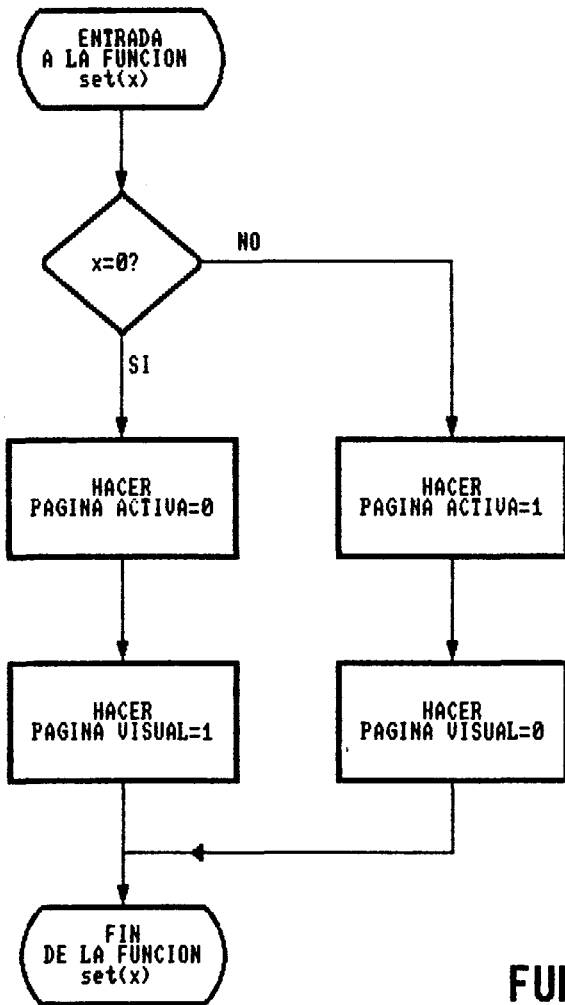 ENTRADA
A LA FUNCION
set(x)
x=0?
NO
SI
HACER
PAGINA ACTIVA=0
HACER
PAGINA ACTIVA=1
HACER
PAGINA VISUAL=1
HACER
PAGINA VISUAL=0
FIN
DE LA FUNCION
set(x)